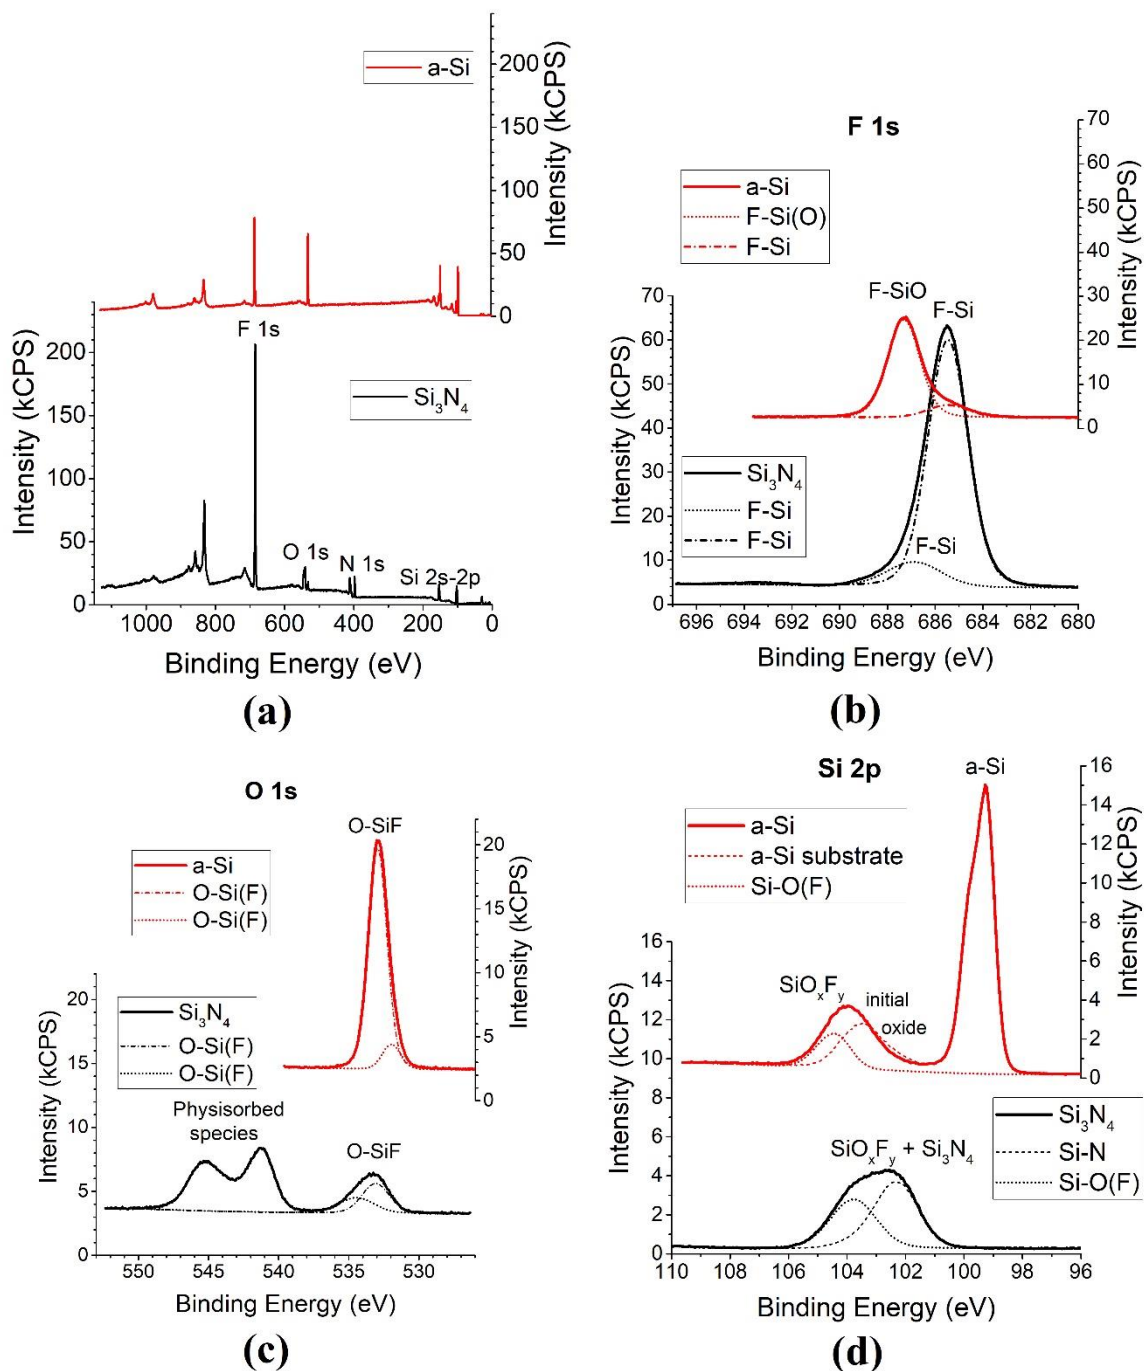 a-Si
200
150
100
50
0
Intensity (kCPS)
F 1s
Si₃N₄
O 1s
N 1s
Si 2s-2p
200
150
100
50
0
Intensity (kCPS)
1000 800 600 400 200 0
Binding Energy (eV)
(a)
F 1s
a-Si
F-Si(O)
F-Si
70
60
50
40
30
20
10
0
Intensity (kCPS)
F-SiO
F-Si
Si₃N₄
F-Si
F-Si
F-Si
70
60
50
40
30
20
10
0
Intensity (kCPS)
696 694 692 690 688 686 684 682 680
Binding Energy (eV)
(b)
O 1s
O-SiF
a-Si
O-Si(F)
O-Si(F)
20
15
10
5
0
Intensity (kCPS)
Si₃N₄
O-Si(F)
O-Si(F)
Physisorbed
species
O-SiF
20
15
10
5
0
Intensity (kCPS)
550 545 540 535 530
Binding Energy (eV)
(c)
Si 2p
a-Si
a-Si
a-Si substrate
Si-O(F)
16
14
12
10
8
6
4
2
0
Intensity (kCPS)
SiOₓFᵧ
initial
oxide
Si₃N₄
Si-N
Si-O(F)
SiOₓFᵧ + Si₃N₄
16
14
12
10
8
6
4
2
0
Intensity (kCPS)
110 108 106 104 102 100 98 96
Binding Energy (eV)
(d)